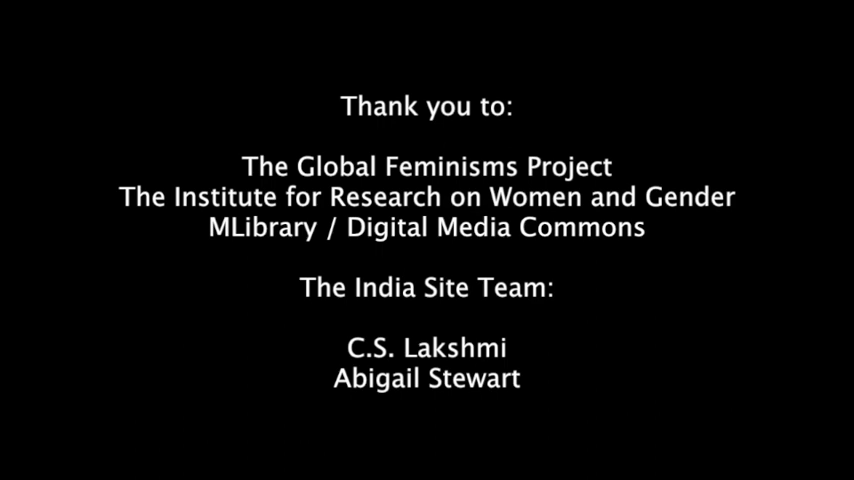 Thank you to:
The Global Feminisms Project
The Institute for Research on Women and Gender
MLibrary / Digital Media Commons
The India Site Team:
C.S. Lakshmi
Abigail Stewart